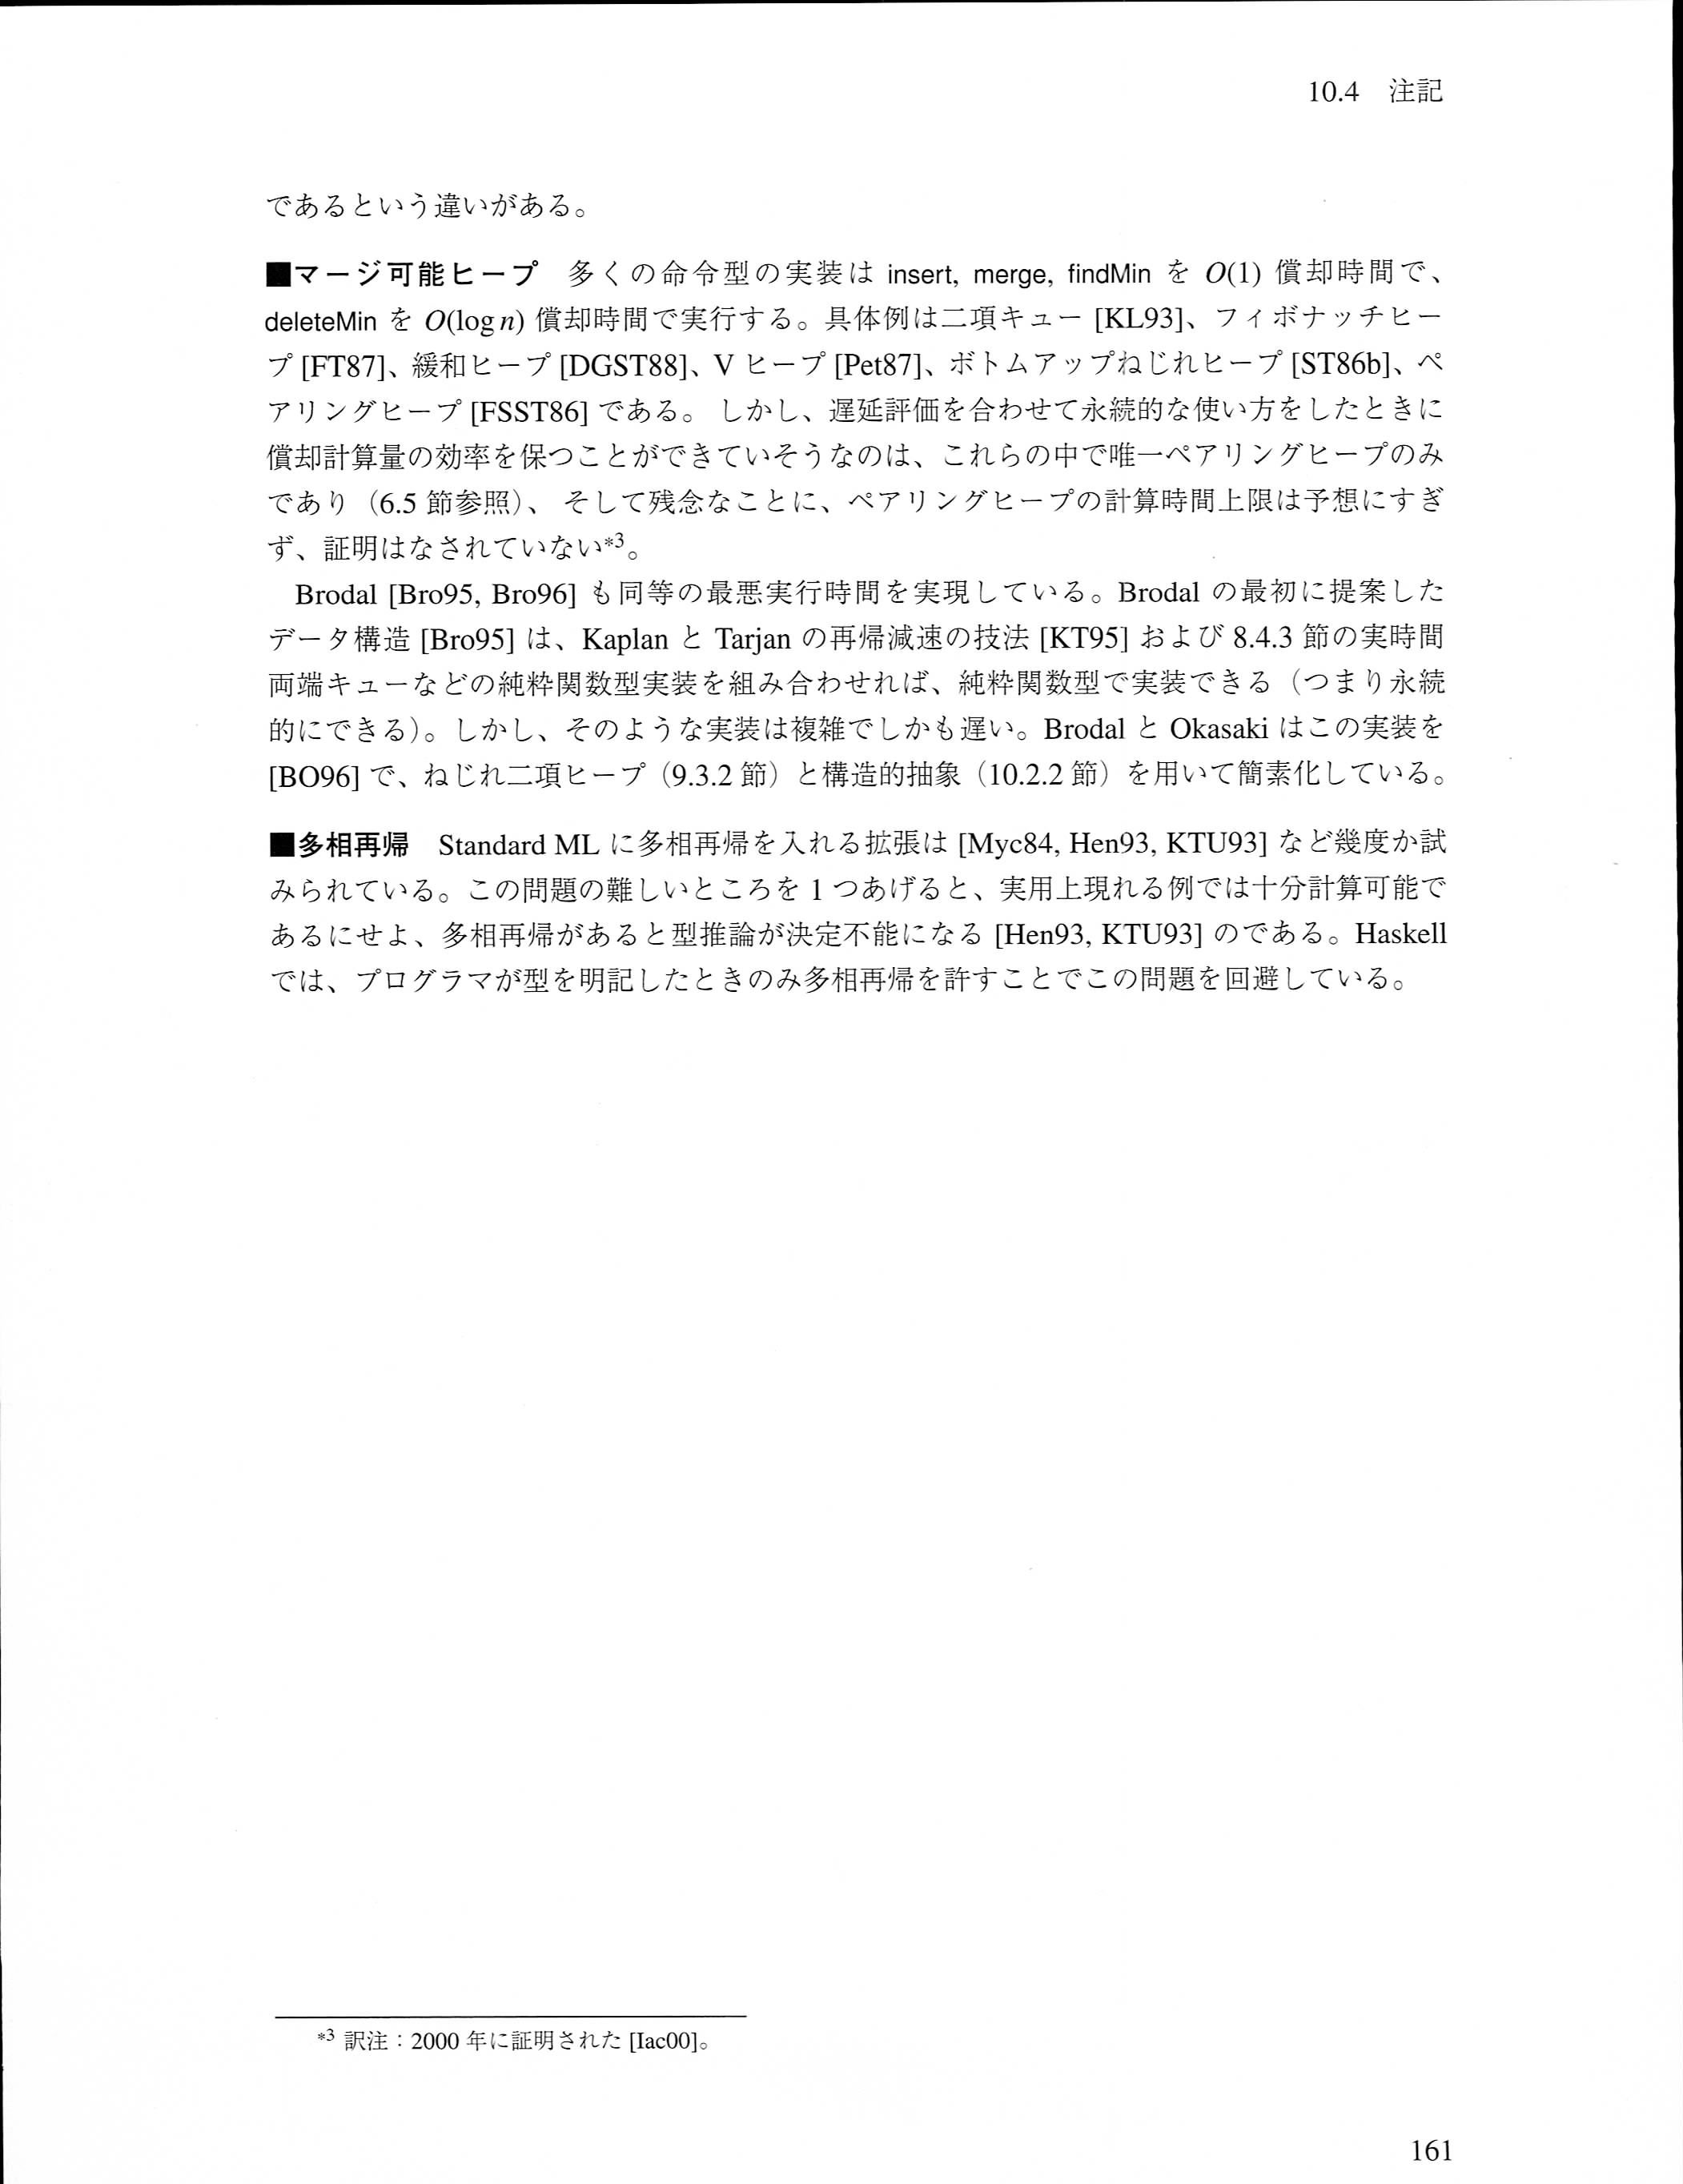 10.4　注記
であるという違いがある。
■マージ可能ヒープ　多くの命令型の実装は insert, merge, findMin を O(1) 償却時間で、
deleteMin を O(log n) 償却時間で実行する。具体例は二項キュー [KL93]、フィボナッチヒー
プ [FT87]、緩和ヒープ [DGST88]、V ヒープ [Pet87]、ボトムアップねじれヒープ [ST86b]、ペ
アリングヒープ [FSST86] である。 しかし、遅延評価を合わせて永続的な使い方をしたときに
償却計算量の効率を保つことができていそうなのは、これらの中で唯一ペアリングヒープのみ
であり（6.5 節参照）、 そして残念なことに、ペアリングヒープの計算時間上限は予想にすぎ
ず、証明はなされていない*3。
Brodal [Bro95, Bro96] も同等の最悪実行時間を実現している。Brodal の最初に提案した
データ構造 [Bro95] は、Kaplan と Tarjan の再帰減速の技法 [KT95] および 8.4.3 節の実時間
両端キューなどの純粋関数型実装を組み合わせれば、純粋関数型で実装できる（つまり永続
的にできる）。しかし、そのような実装は複雑でしかも遅い。Brodal と Okasaki はこの実装を
[BO96] で、ねじれ二項ヒープ（9.3.2 節）と構造的抽象（10.2.2 節）を用いて簡素化している。
■多相再帰　Standard ML に多相再帰を入れる拡張は [Myc84, Hen93, KTU93] など幾度か試
みられている。この問題の難しいところを 1 つあげると、実用上現れる例では十分計算可能で
あるにせよ、多相再帰があると型推論が決定不能になる [Hen93, KTU93] のである。Haskell
では、プログラマが型を明記したときのみ多相再帰を許すことでこの問題を回避している。
*3 訳注：2000 年に証明された [Iac00]。
161